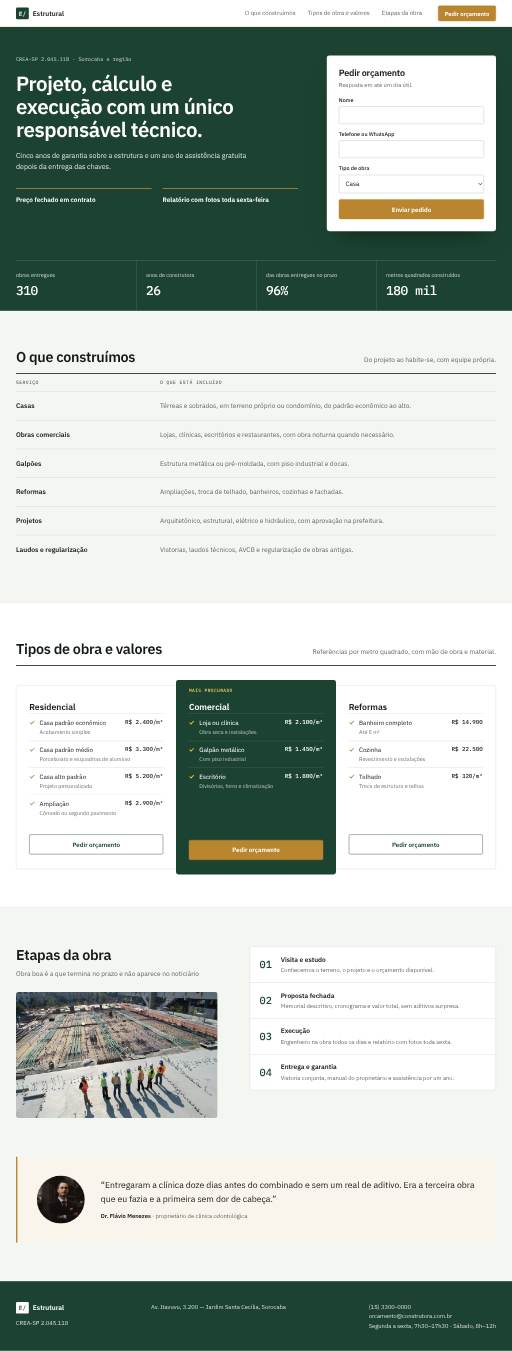 E/ Estrutural
O que construímos
Tipos de obra e valores
Etapas da obra
Pedir orçamento
CREA-SP 2.045.118 · Sorocaba e região
Projeto, cálculo e
execução com um único
responsável técnico.
Cinco anos de garantia sobre a estrutura e um ano de assistência gratuita
depois da entrega das chaves.
Preço fechado em contrato
Relatório com fotos toda sexta-feira
Pedir orçamento
Resposta em até um dia útil.
Nome
Telefone ou WhatsApp
Tipo de obra
Casa
Enviar pedido
obras entregues
310
anos de construtora
26
das obras entregues no prazo
96%
metros quadrados construídos
180 mil
O que construímos
Do projeto ao habite-se, com equipe própria.
SERVIÇO
O QUE ESTÁ INCLUÍDO
Casas
Térreas e sobrados, em terreno próprio ou condomínio, do padrão econômico ao alto.
Obras comerciais
Lojas, clínicas, escritórios e restaurantes, com obra noturna quando necessário.
Galpões
Estrutura metálica ou pré-moldada, com piso industrial e docas.
Reformas
Ampliações, troca de telhado, banheiros, cozinhas e fachadas.
Projetos
Arquitetônico, estrutural, elétrico e hidráulico, com aprovação na prefeitura.
Laudos e regularização
Vistorias, laudos técnicos, AVCB e regularização de obras antigas.
Tipos de obra e valores
Referências por metro quadrado, com mão de obra e material.
Residencial
Casa padrão econômico R$ 2.400/m²
Acabamento simples
Casa padrão médio R$ 3.300/m²
Porcelanato e esquadrias de alumínio
Casa alto padrão R$ 5.200/m²
Projeto personalizado
Ampliação R$ 2.900/m²
Cômodo ou segundo pavimento
Pedir orçamento
MAIS PROCURADO
Comercial
Loja ou clínica R$ 2.100/m²
Obra seca e instalações
Galpão metálico R$ 1.450/m²
Com piso industrial
Escritório R$ 1.880/m²
Divisórias, forro e climatização
Pedir orçamento
Reformas
Banheiro completo R$ 14.900
Até 5 m²
Cozinha R$ 22.500
Revestimento e instalações
Telhado R$ 320/m²
Troca de estrutura e telhas
Pedir orçamento
Etapas da obra
Obra boa é a que termina no prazo e não aparece no noticiário
01 Visita e estudo
Conhecemos o terreno, o projeto e o orçamento disponível.
02 Proposta fechada
Memorial descritivo, cronograma e valor total, sem aditivos surpresa.
03 Execução
Engenheiro na obra todos os dias e relatório com fotos toda sexta.
04 Entrega e garantia
Vistoria conjunta, manual do proprietário e assistência por um ano.
“Entregaram a clínica doze dias antes do combinado e sem um real de aditivo. Era a terceira obra
que eu fazia e a primeira sem dor de cabeça.”
Dr. Flávio Menezes · proprietário de clínica odontológica
E/ Estrutural
CREA-SP 2.045.118
Av. Itavuvu, 3.200 — Jardim Santa Cecília, Sorocaba
(15) 3300-0000
orcamento@construtora.com.br
Segunda a sexta, 7h30–17h30 · Sábado, 8h–12h